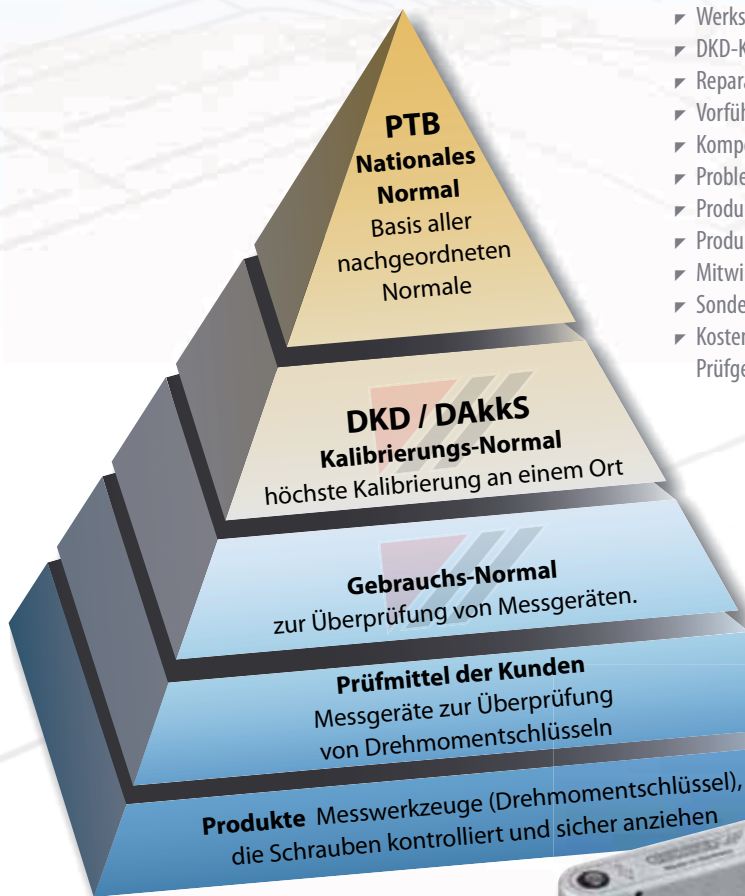 PTB
Nationales
Normal
Basis aller
nachgeordneten
Normale
DKD / DAkkS
Kalibrierungs-Normal
höchste Kalibrierung an einem Ort
Gebrauchs-Normal
zur Überprüfung von Messgeräten.
Prüfmittel der Kunden
Messgeräte zur Überprüfung
von Drehmomentschlüsseln
Produkte Messwerkzeuge (Drehmomentschlüssel),
die Schrauben kontrolliert und sicher anziehen